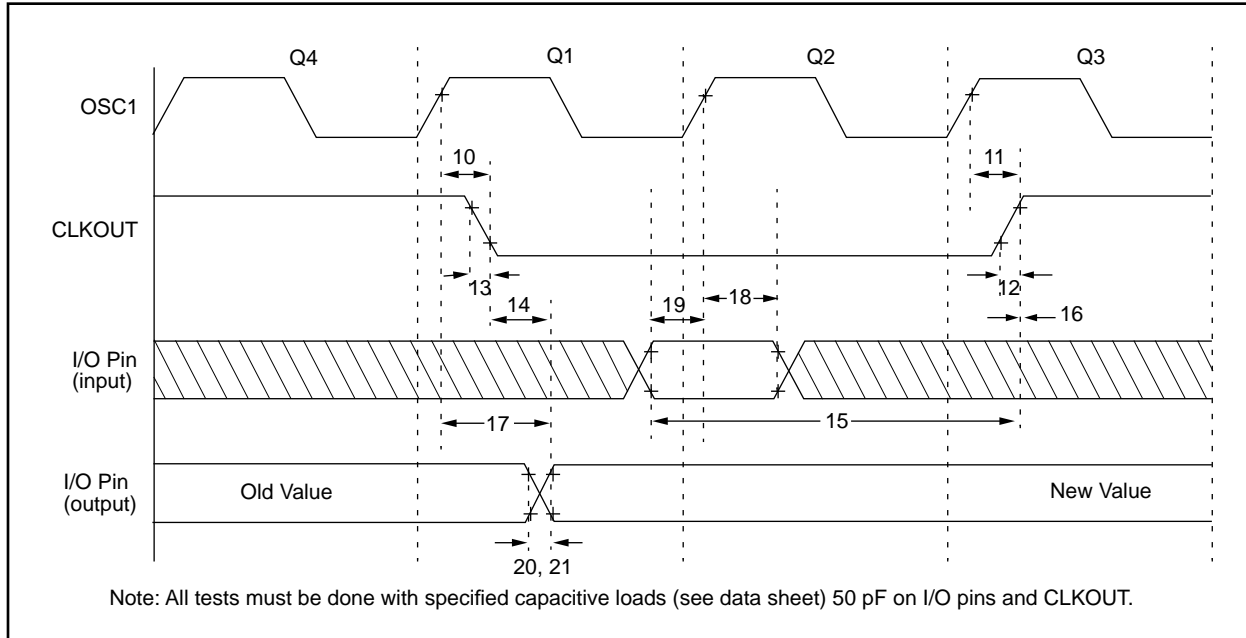 Q4 Q1 Q2 Q3
OSC1
10 11
CLKOUT
13 12
14 19 18 16
I/O Pin
(input)
17 15
I/O Pin
(output)
Old Value New Value
20, 21
Note: All tests must be done with specified capacitive loads (see data sheet) 50 pF on I/O pins and CLKOUT.